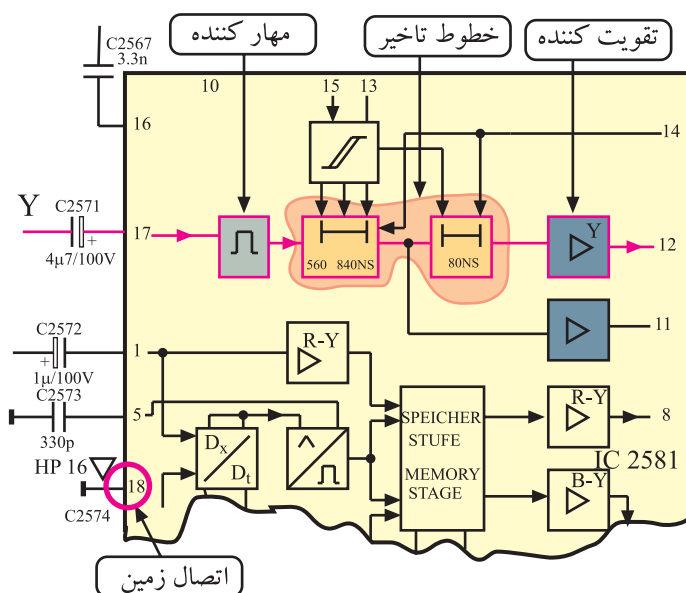 مهار کننده
خطوط تاخیر
تقویت کننده
C2567
3.3n
10
15 13
16
14
Y
C2571
17
+
4µ7/100V
560 840NS
80NS
Y
12
11
C2572
+
1µ/100V
1
R-Y
C2573
330p
5
SPEICHER
STUFE
MEMORY
STAGE
R-Y
8
HP 16
Dx
Dt
IC 2581
B-Y
18
C2574
اتصال زمین